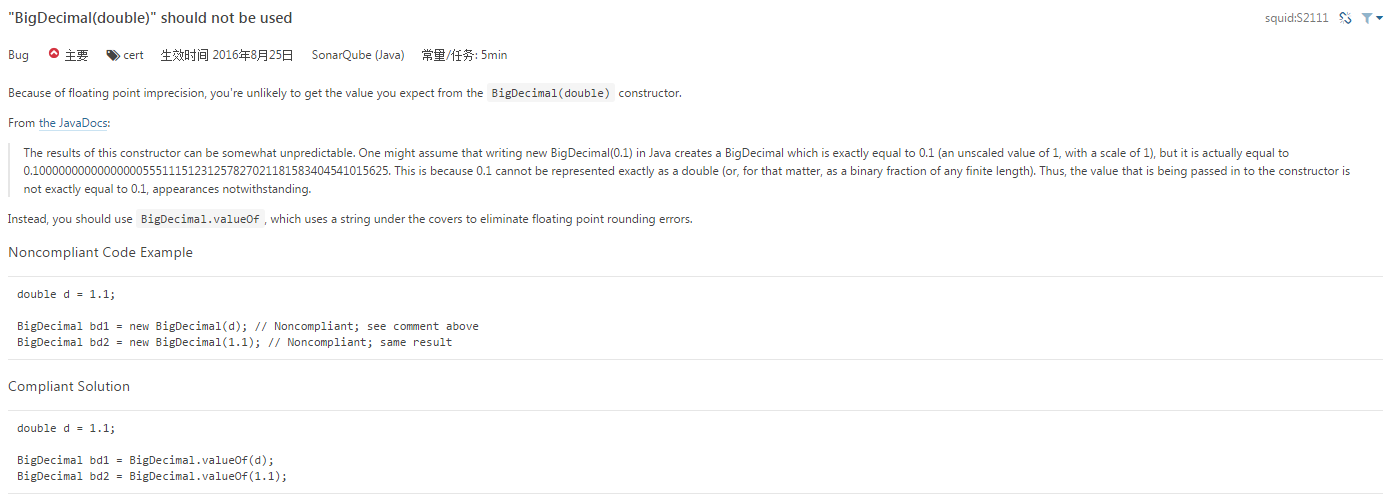 "BigDecimal(double)" should not be used
squid:S2111
Bug 主要 cert 生效时间 2016年8月25日 SonarQube (Java) 常量/任务: 5min
Because of floating point imprecision, you're unlikely to get the value you expect from the BigDecimal(double) constructor.
From the JavaDocs:
The results of this constructor can be somewhat unpredictable. One might assume that writing new BigDecimal(0.1) in Java creates a BigDecimal which is exactly equal to 0.1 (an unscaled value of 1, with a scale of 1), but it is actually equal to
0.1000000000000000055511151231257827021181583404541015625. This is because 0.1 cannot be represented exactly as a double (or, for that matter, as a binary fraction of any finite length). Thus, the value that is being passed in to the constructor is
not exactly equal to 0.1, appearances notwithstanding.
Instead, you should use BigDecimal.valueOf, which uses a string under the covers to eliminate floating point rounding errors.
Noncompliant Code Example
double d = 1.1;
BigDecimal bd1 = new BigDecimal(d); // Noncompliant; see comment above
BigDecimal bd2 = new BigDecimal(1.1); // Noncompliant; same result
Compliant Solution
double d = 1.1;
BigDecimal bd1 = BigDecimal.valueOf(d);
BigDecimal bd2 = BigDecimal.valueOf(1.1);